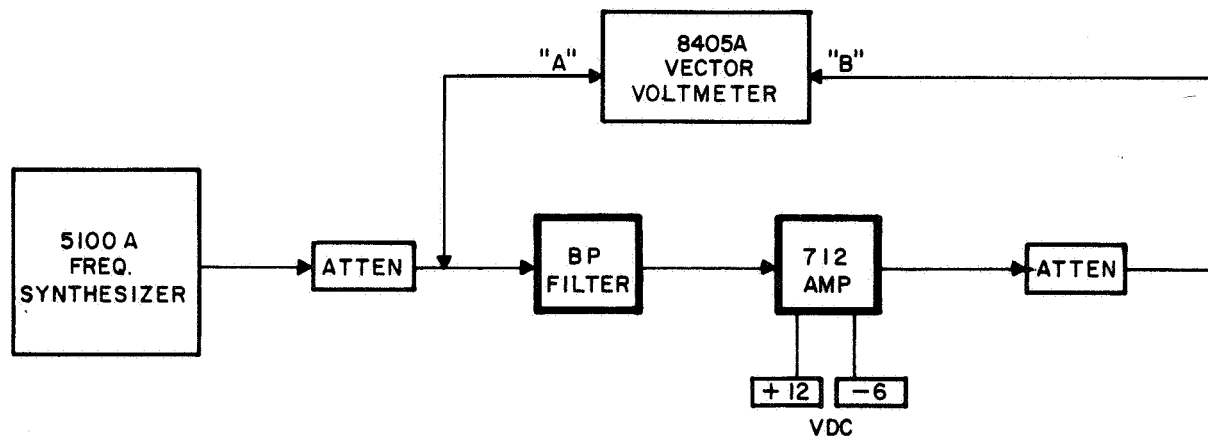 "A"
8405A
VECTOR
VOLTMETER
"B"
5100 A
FREQ.
SYNTHESIZER
ATTEN
BP
FILTER
712
AMP
ATTEN
+12
-6
VDC